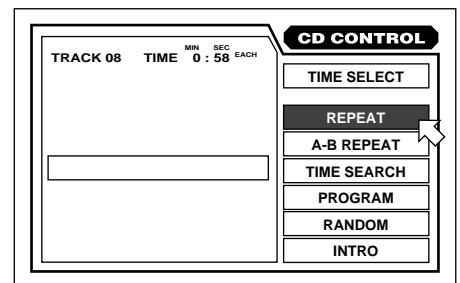 CD CONTROL
MIN SEC
TRACK 08 TIME 0 : 58 EACH
TIME SELECT
REPEAT
A-B REPEAT
TIME SEARCH
PROGRAM
RANDOM
INTRO